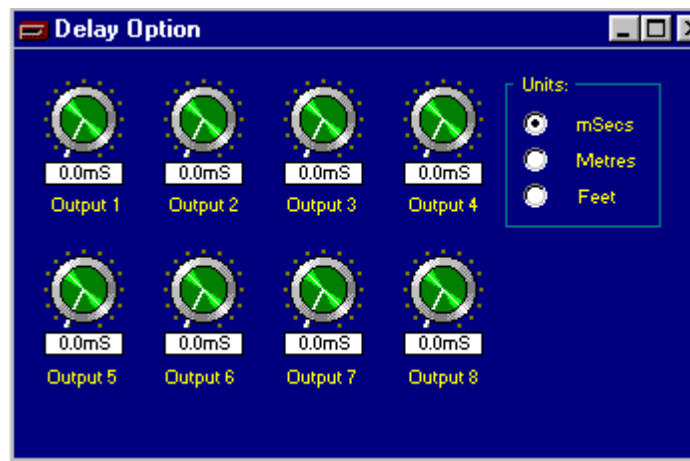 Delay Option
Units:
mSecs
Metres
Feet
0.0mS 0.0mS 0.0mS 0.0mS
Output 1 Output 2 Output 3 Output 4
0.0mS 0.0mS 0.0mS 0.0mS
Output 5 Output 6 Output 7 Output 8